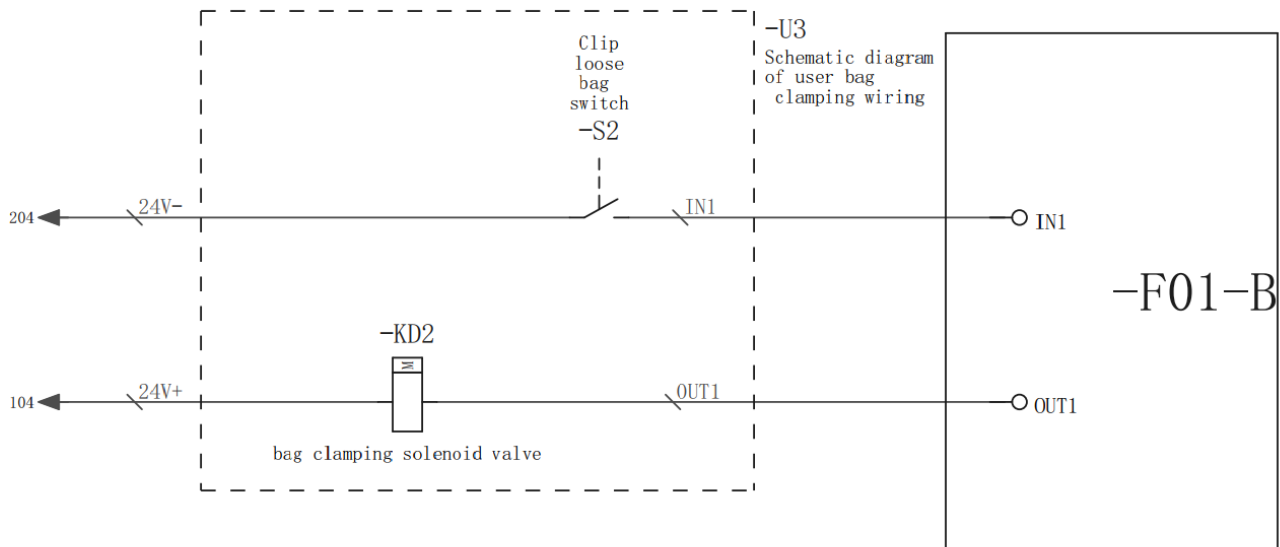 -U3
Clip
loose
bag
switch
-S2
Schematic diagram
of user bag
clamping wiring
204
24V-
IN1
IN1
-F01-B
-KD2
M
104
24V+
OUT1
OUT1
bag clamping solenoid valve